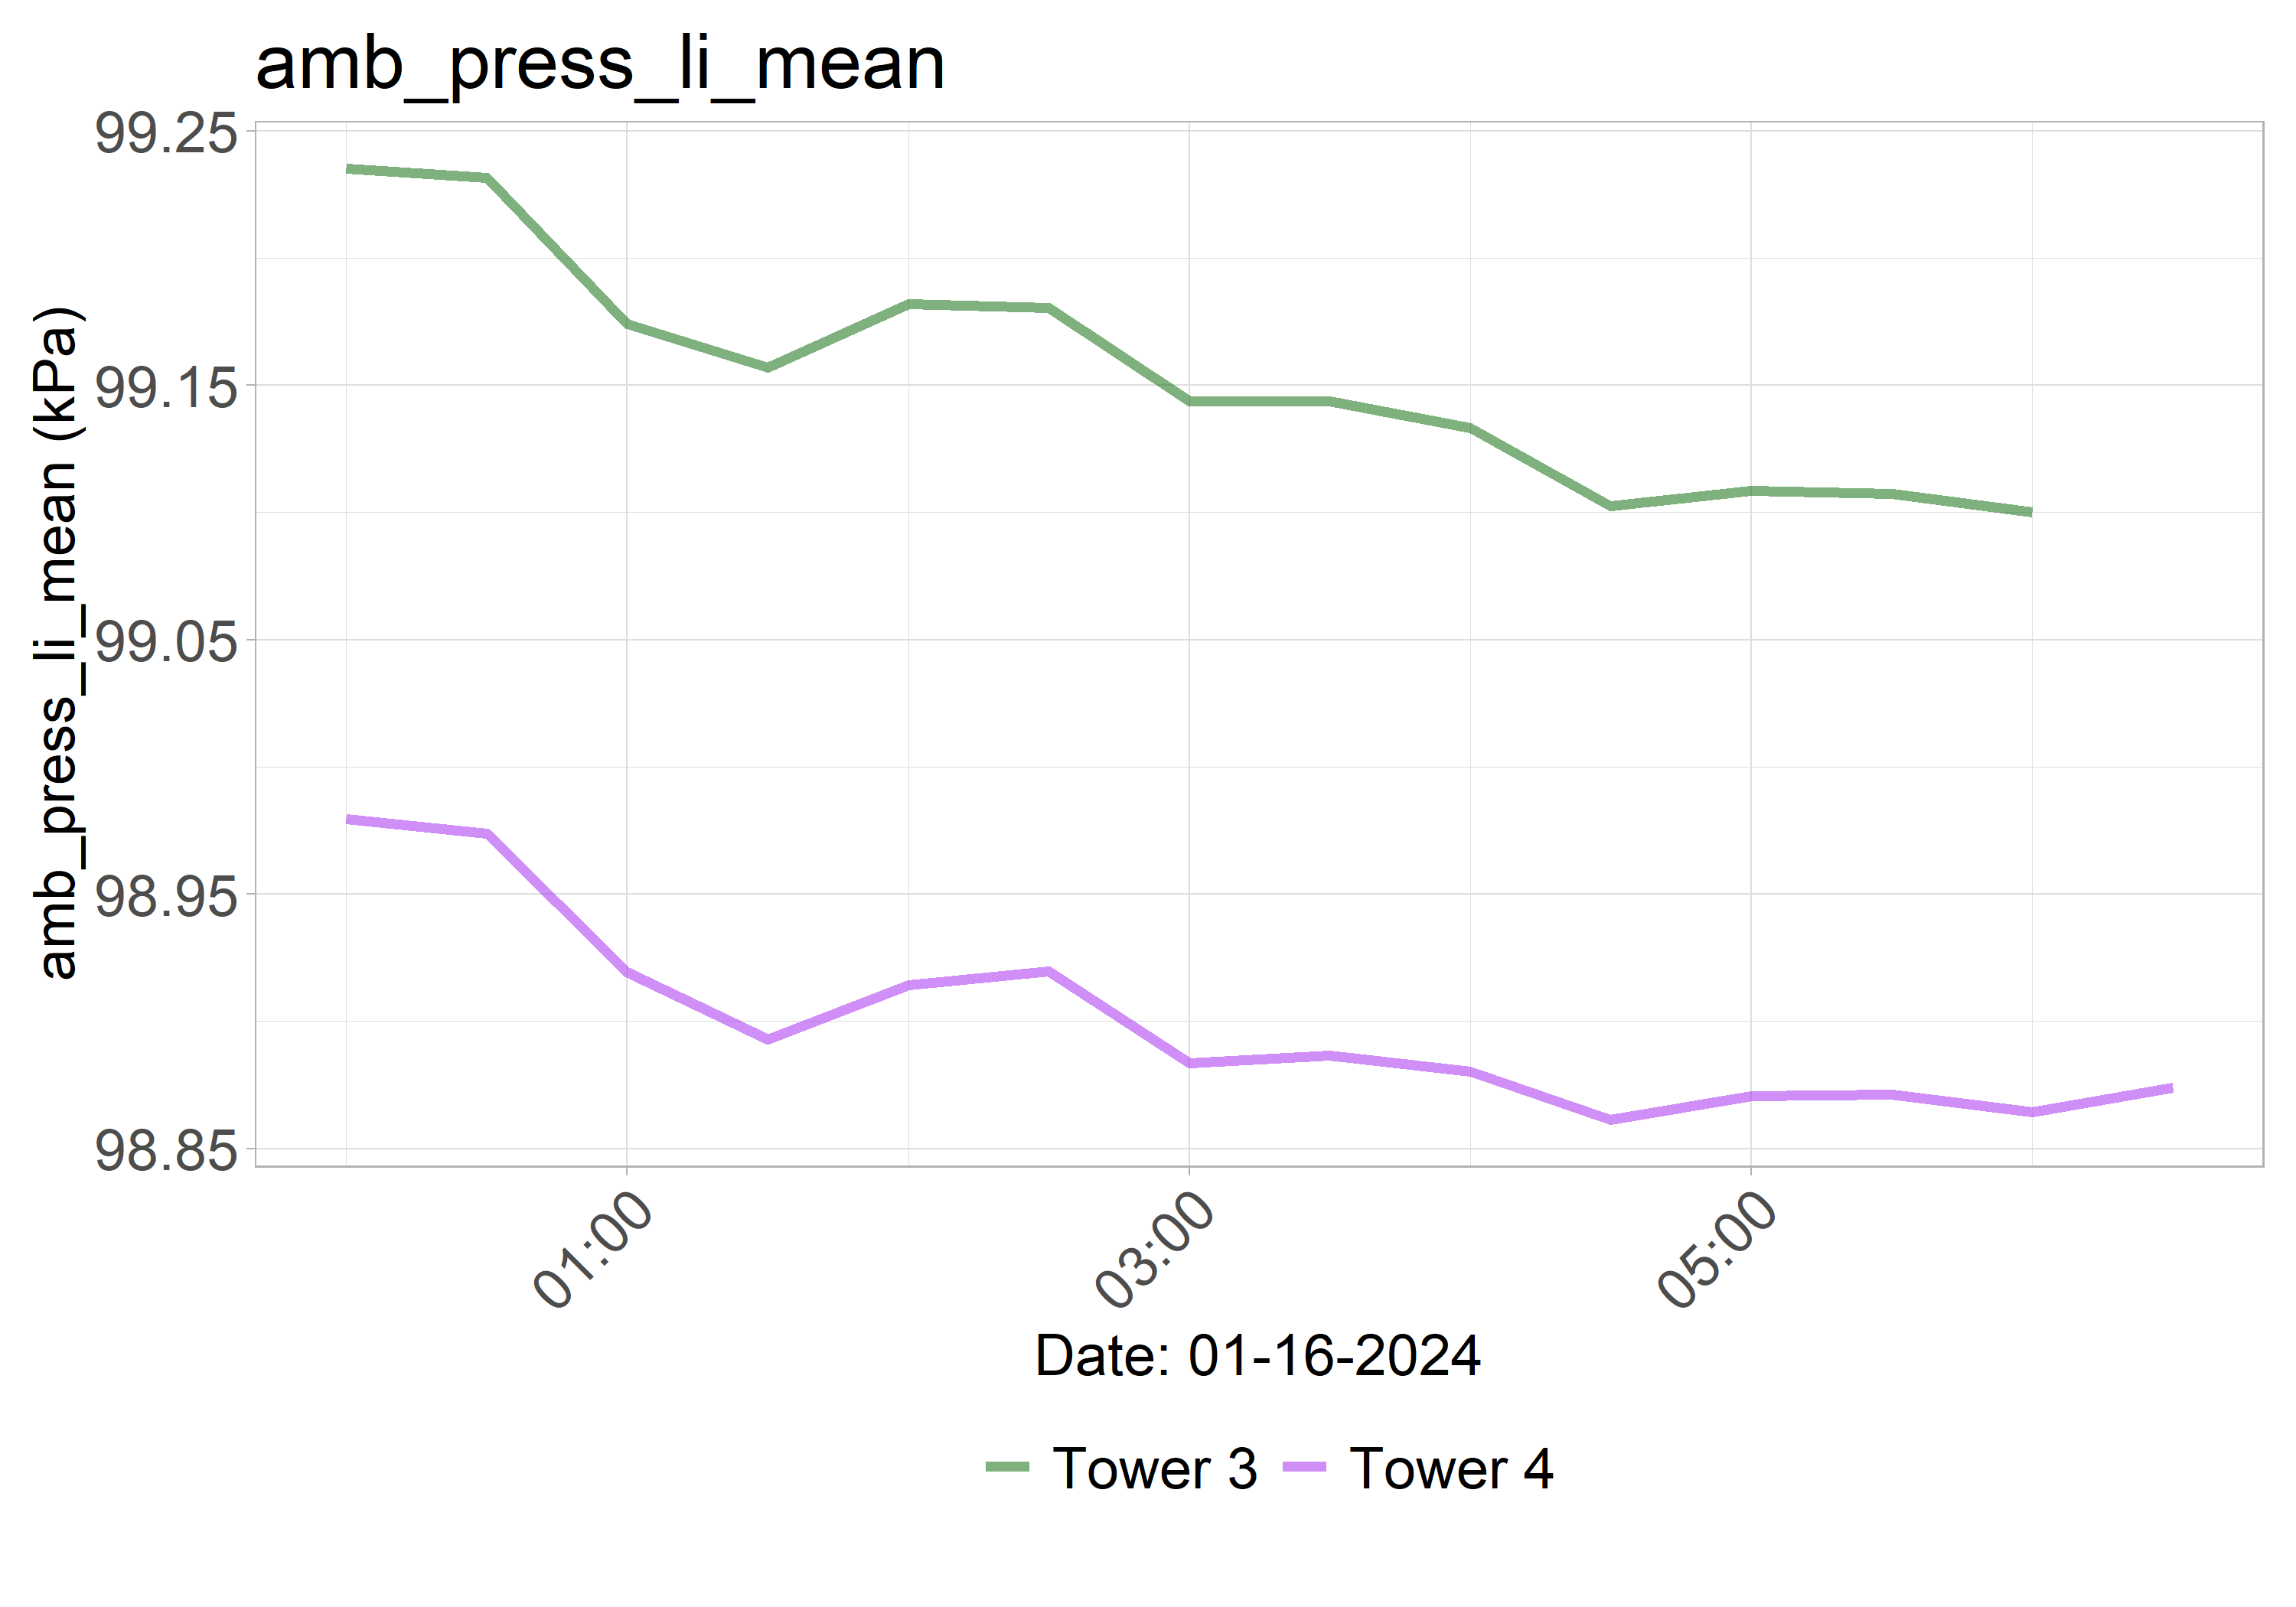 amb_press_li_mean
amb_press_li_mean (kPa)
99.25
99.15
99.05
98.95
98.85
01:00
03:00
05:00
Date: 01-16-2024
Tower 3
Tower 4